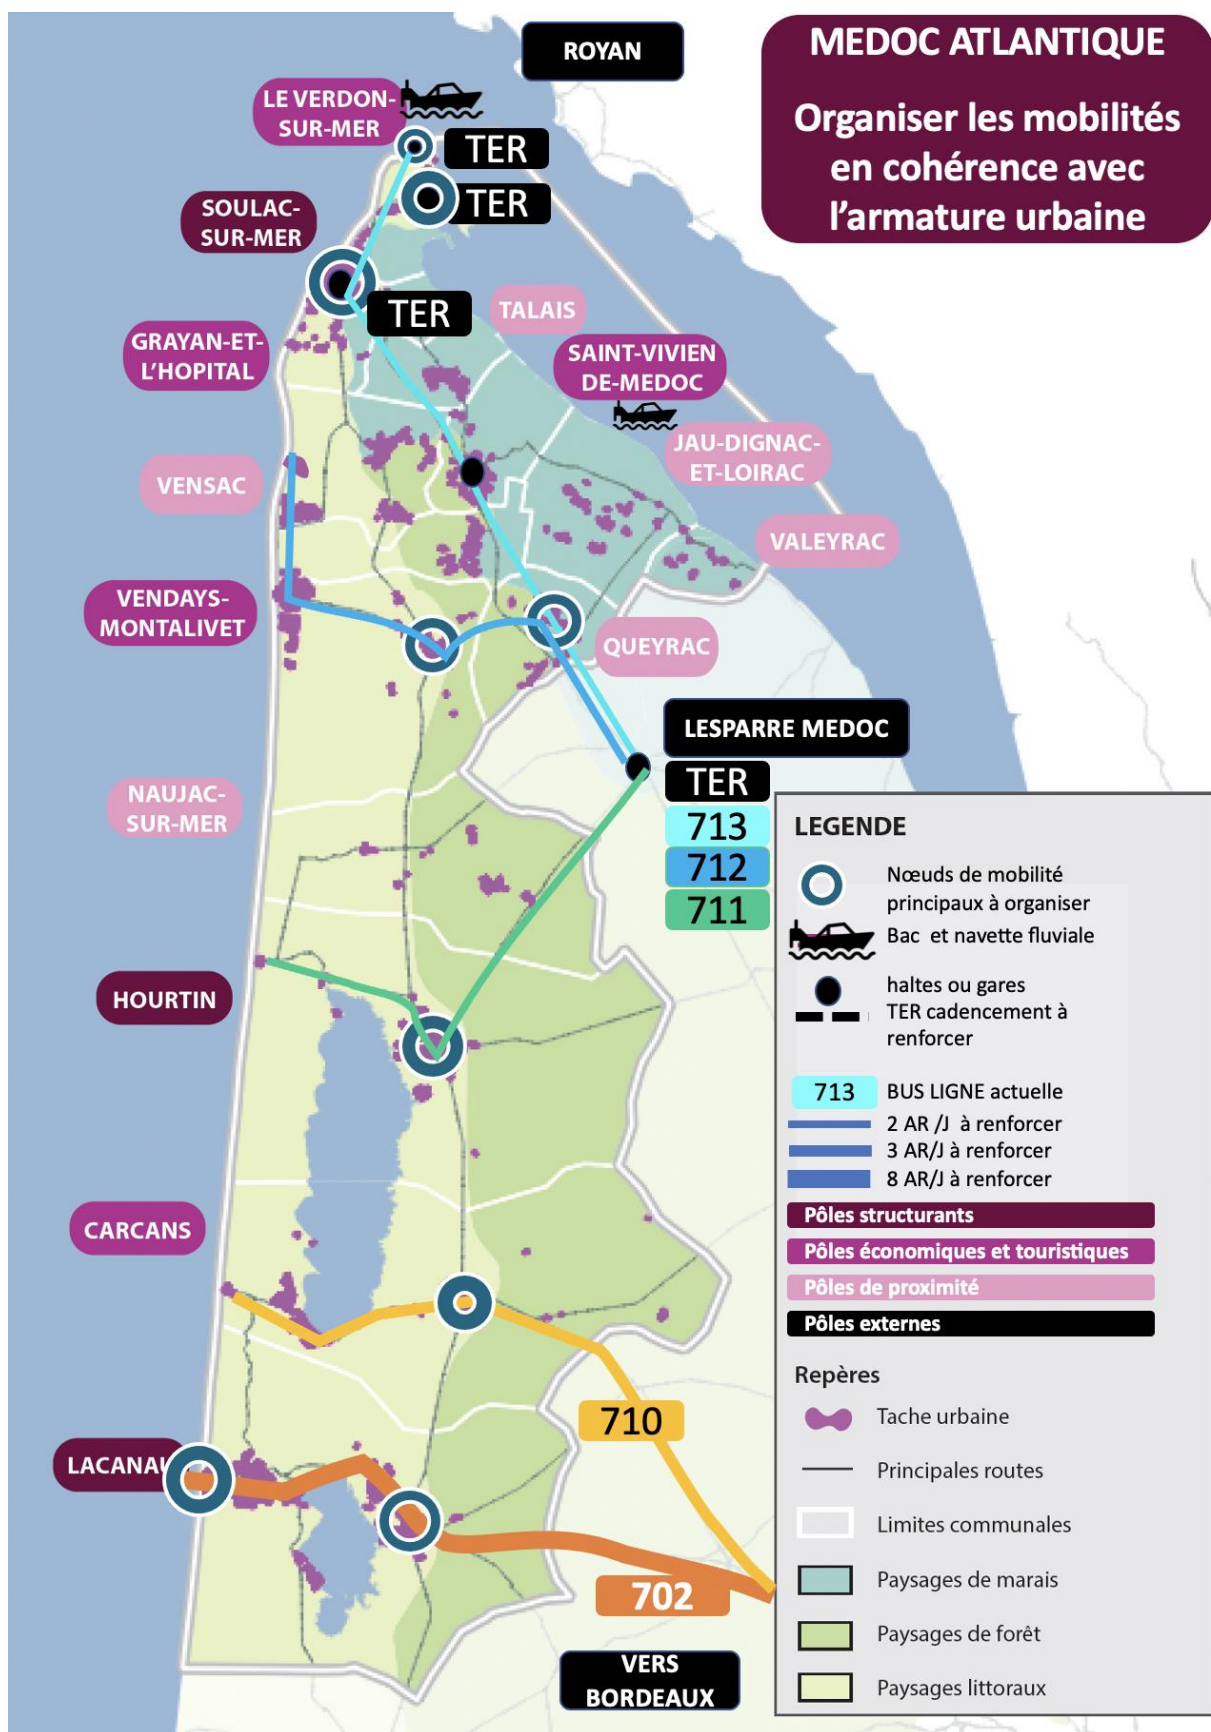 MEDOC ATLANTIQUE
Organiser les mobilités
en cohérence avec
l’armature urbaine
ROYAN
LE VERDON-
SUR-MER
TER
TER
SOULAC-
SUR-MER
TER
TALAIS
GRAYAN-ET-
L’HOPITAL
SAINT-VIVIEN
DE-MEDOC
JAU-DIGNAC-
ET-LOIRAC
VENSAC
VALEYRAC
VENDAYS-
MONTALIVET
QUEYRAC
LESPARRE MEDOC
TER
713
712
711
NAUJAC-
SUR-MER
HOURTIN
CARCANS
710
LACANAU
702
VERS
BORDEAUX
LEGENDE
Nœuds de mobilité
principaux à organiser
Bac et navette fluviale
haltes ou gares
TER cadencement à
renforcer
713 BUS LIGNE actuelle
2 AR /J à renforcer
3 AR/J à renforcer
8 AR/J à renforcer
Pôles structurants
Pôles économiques et touristiques
Pôles de proximité
Pôles externes
Repères
Tache urbaine
Principales routes
Limites communales
Paysages de marais
Paysages de forêt
Paysages littoraux